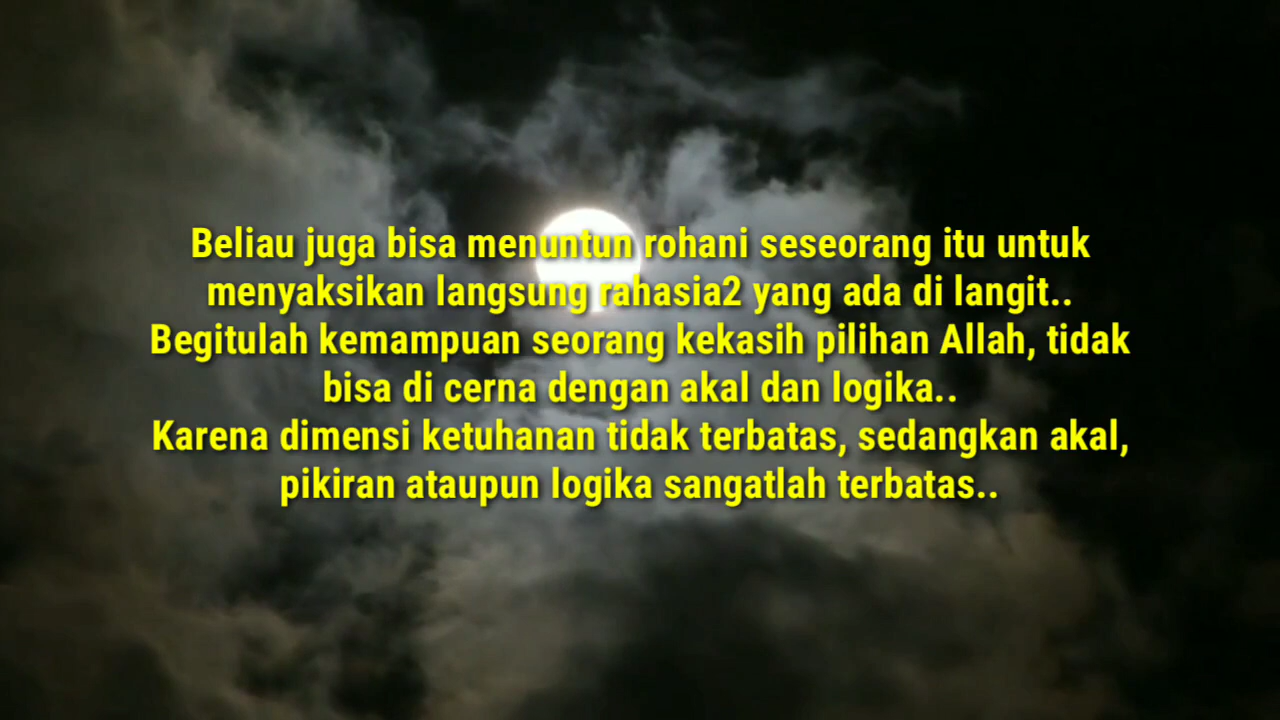 Beliau juga bisa menuntun rohani seseorang itu untuk
menyaksikan langsung rahasia2 yang ada di langit..
Begitulah kemampuan seorang kekasih pilihan Allah, tidak
bisa di cerna dengan akal dan logika..
Karena dimensi ketuhanan tidak terbatas, sedangkan akal,
pikiran ataupun logika sangatlah terbatas..